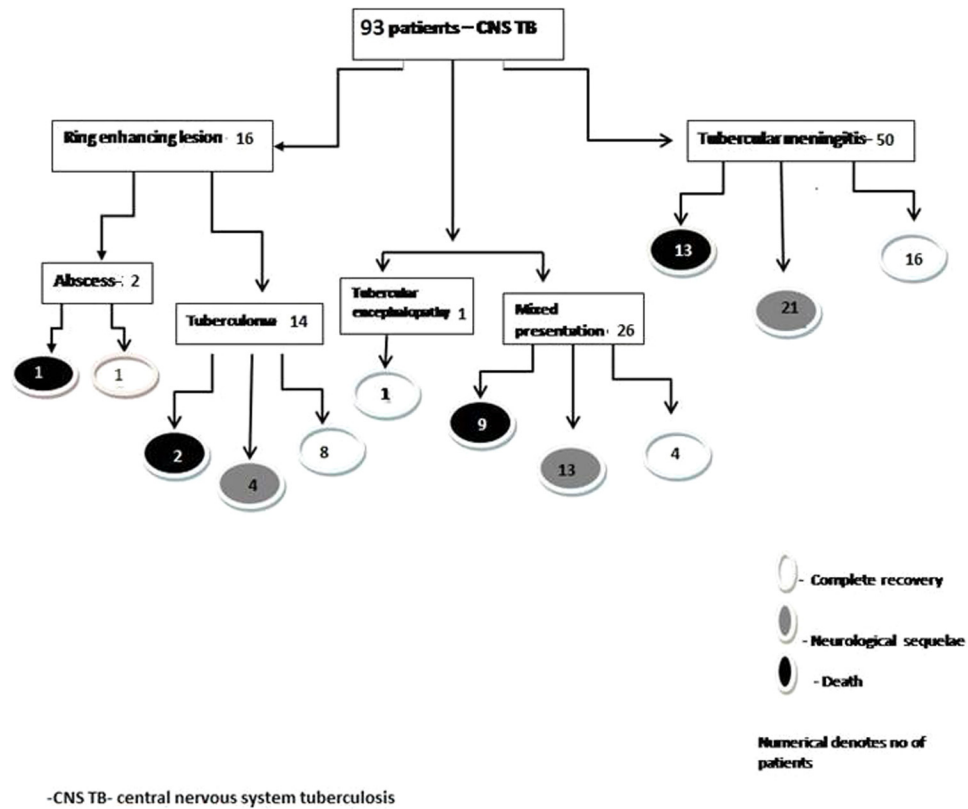 93 patients – CNS TB
Ring enhancing lesion 16
Tubercular meningitis- 50
Abscess-: 2
Tuberculoma 14
Tubercular
encephalopathy 1
Mixed
presentation 26
13
21
16
1
1
2
4
8
1
9
13
4
- Complete recovery
- Neurological sequelae
- Death
Numerical denotes no of
patients
-CNS TB- central nervous system tuberculosis